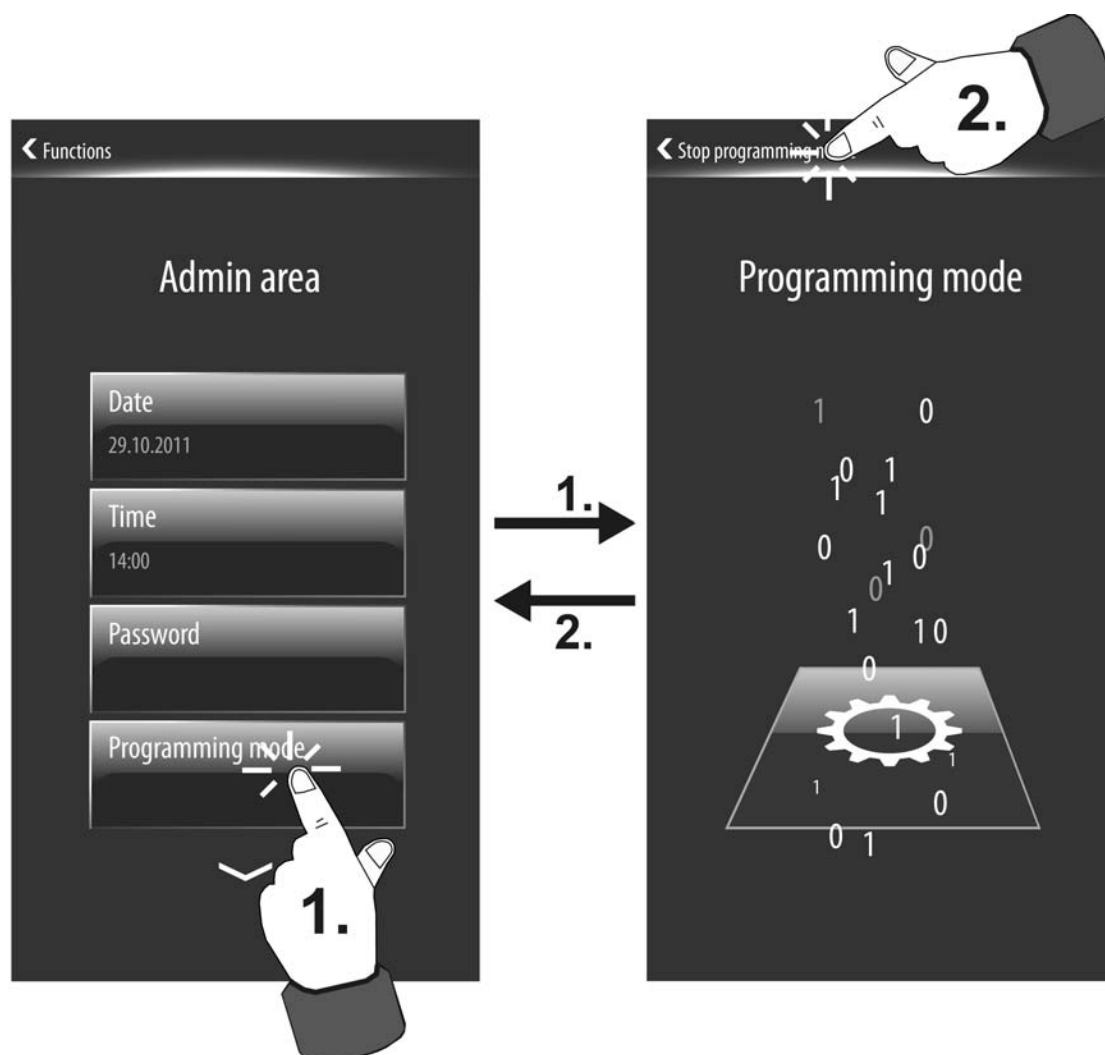 Functions
Admin area
Date
29.10.2011
Time
14:00
Password
Programming mode
1.
1.
2.
2.
Stop programming
Programming mode
1 0
0 1
1 1
0 0
0
1
0
1 1 0
0
1
1
1
0
0 1